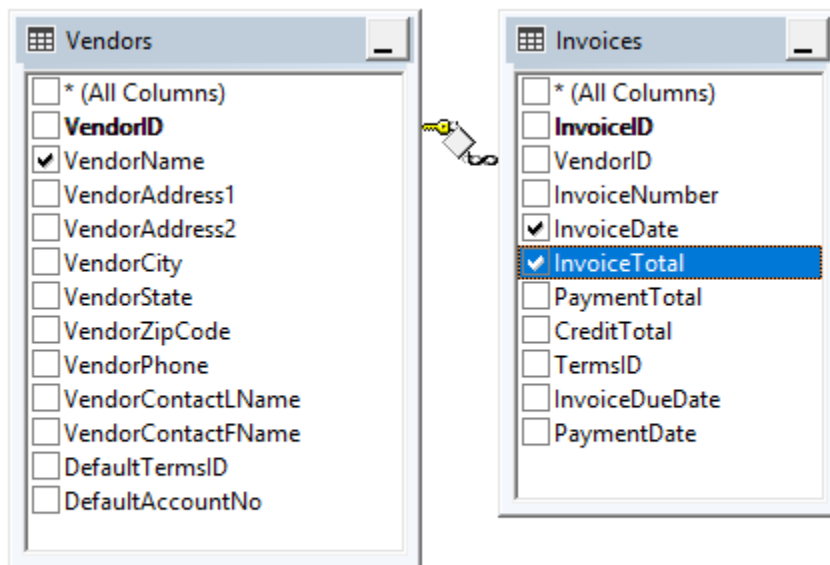 Vendors
* (All Columns)
VendorID
VendorName
VendorAddress1
VendorAddress2
VendorCity
VendorState
VendorZipCode
VendorPhone
VendorContactLName
VendorContactFName
DefaultTermsID
DefaultAccountNo
Invoices
* (All Columns)
InvoiceID
VendorID
InvoiceNumber
InvoiceDate
InvoiceTotal
PaymentTotal
CreditTotal
TermsID
InvoiceDueDate
PaymentDate